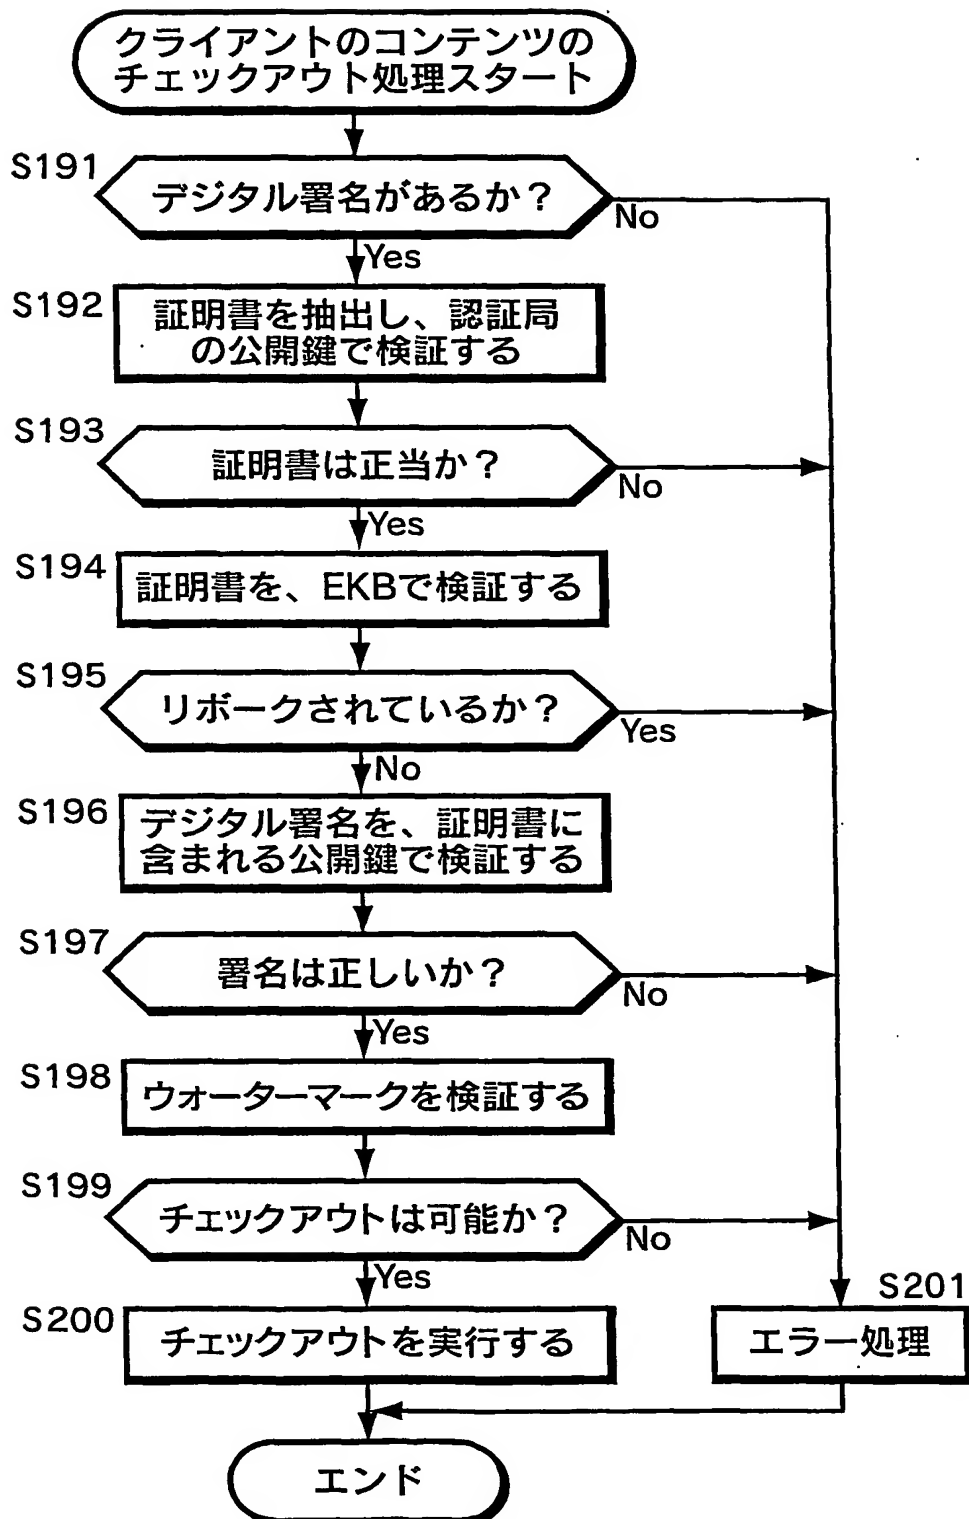 クライアントのコンテンツの
チェックアウト処理スタート
S191
デジタル署名があるか？
No
Yes
S192
証明書を抽出し、認証局
の公開鍵で検証する
S193
証明書は正当か？
No
Yes
S194
証明書を、EKBで検証する
S195
リボークされているか？
Yes
No
S196
デジタル署名を、証明書に
含まれる公開鍵で検証する
S197
署名は正しいか？
No
Yes
S198
ウォーターマークを検証する
S199
チェックアウトは可能か？
No
Yes
S200
チェックアウトを実行する
S201
エラー処理
エンド